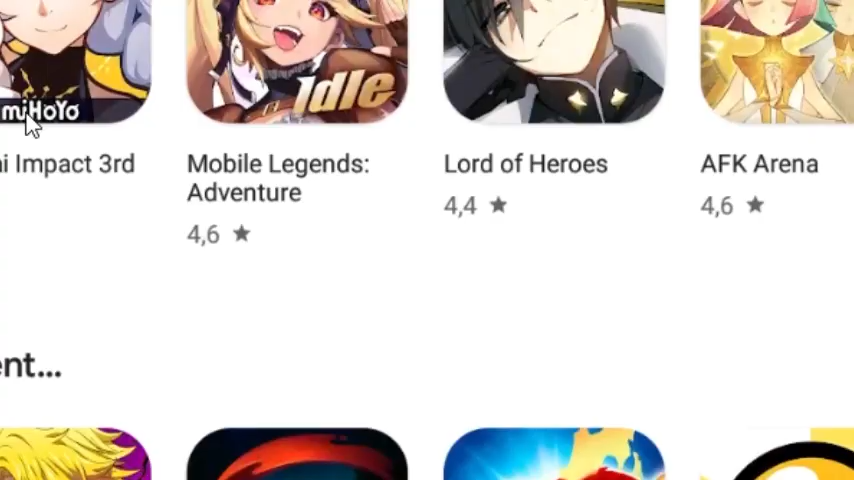 miHoYo
Idle
i Impact 3rd
Mobile Legends:
Adventure
4,6 ★
Lord of Heroes
4,4 ★
AFK Arena
4,6 ★
ent...